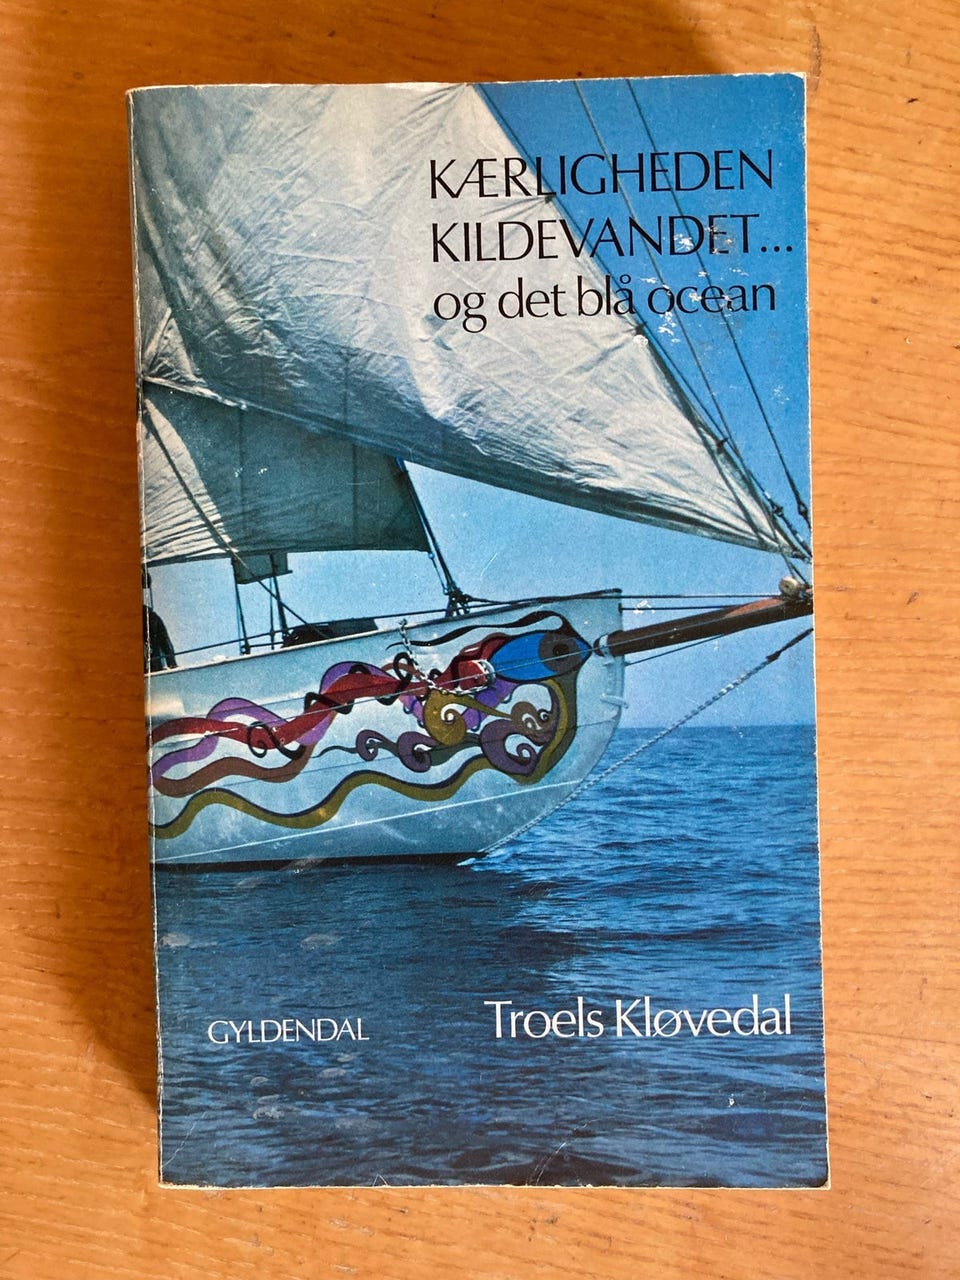 KÆRLIGHEDEN
KILDEVANDET...
og det blå ocean
GYLDENDAL
Troels Kløvedal